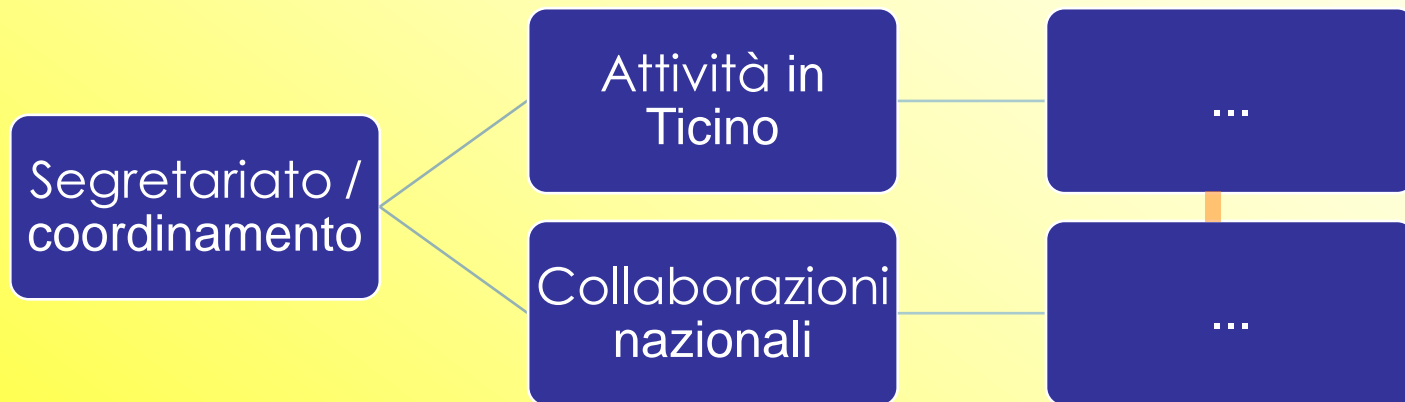 Segretariato /
coordinamento
Attività in
Ticino
...
Collaborazioni
nazionali
...